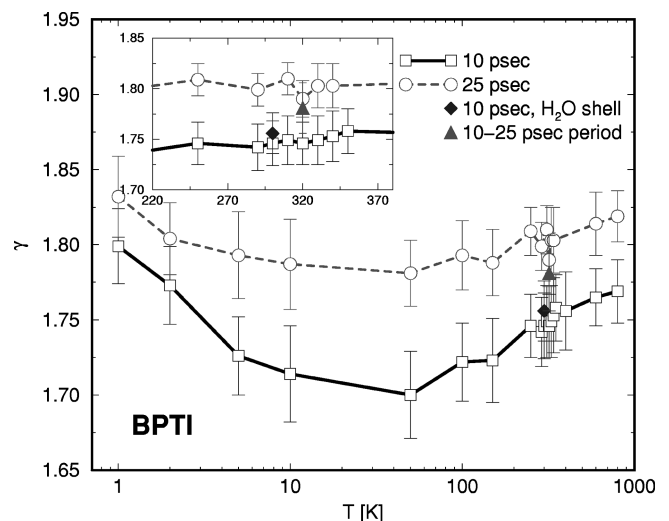 1.95
1.90
1.85
1.80
1.75
1.70
1.65
γ
1.85
1.80
1.75
1.70
220 270 320 370
10 psec
25 psec
10 psec, H₂O shell
10–25 psec period
BPTI
1 10 100 1000
T [K]